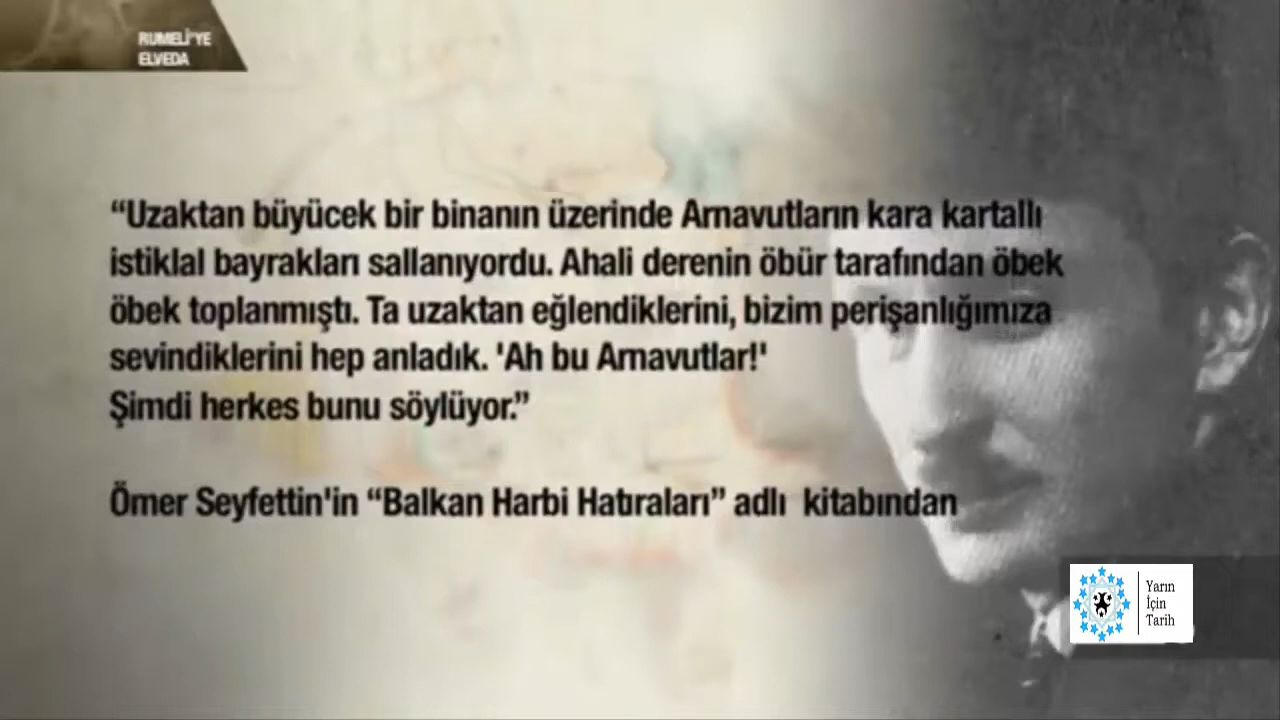 RUMELİ'YE
ELVEDA
“Uzaktan büyücek bir binanın üzerinde Arnavutların kara kartallı
istiklal bayrakları sallanıyordu. Ahali derenin öbür tarafından öbek
öbek toplanmıştı. Ta uzaktan eğlendiklerini, bizim perişanlığımıza
sevindiklerini hep anladık. 'Ah bu Arnavutlar!'
Şimdi herkes bunu söylüyor.”
Ömer Seyfettin'in “Balkan Harbi Hatıraları” adlı kitabından
Yarın
İçin
Tarih